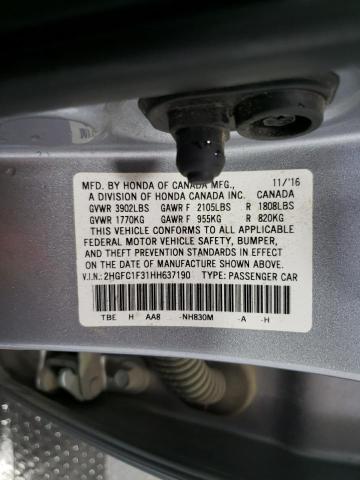 MFD. BY HONDA OF CANADA MFG., 11/'16
A DIVISION OF HONDA CANADA INC. CANADA
GVWR 3902LBS GAWR F 2105LBS R 1808LBS
GVWR 1770KG GAWR F 955KG R 820KG
THIS VEHICLE CONFORMS TO ALL APPLICABLE
FEDERAL MOTOR VEHICLE SAFETY, BUMPER,
AND THEFT PREVENTION STANDARDS IN EFFECT
ON THE DATE OF MANUFACTURE SHOWN ABOVE.
V.I.N.: 2HGFC1F31HH637190 TYPE: PASSENGER CAR
TBE H AA8 -NH830M -A -H